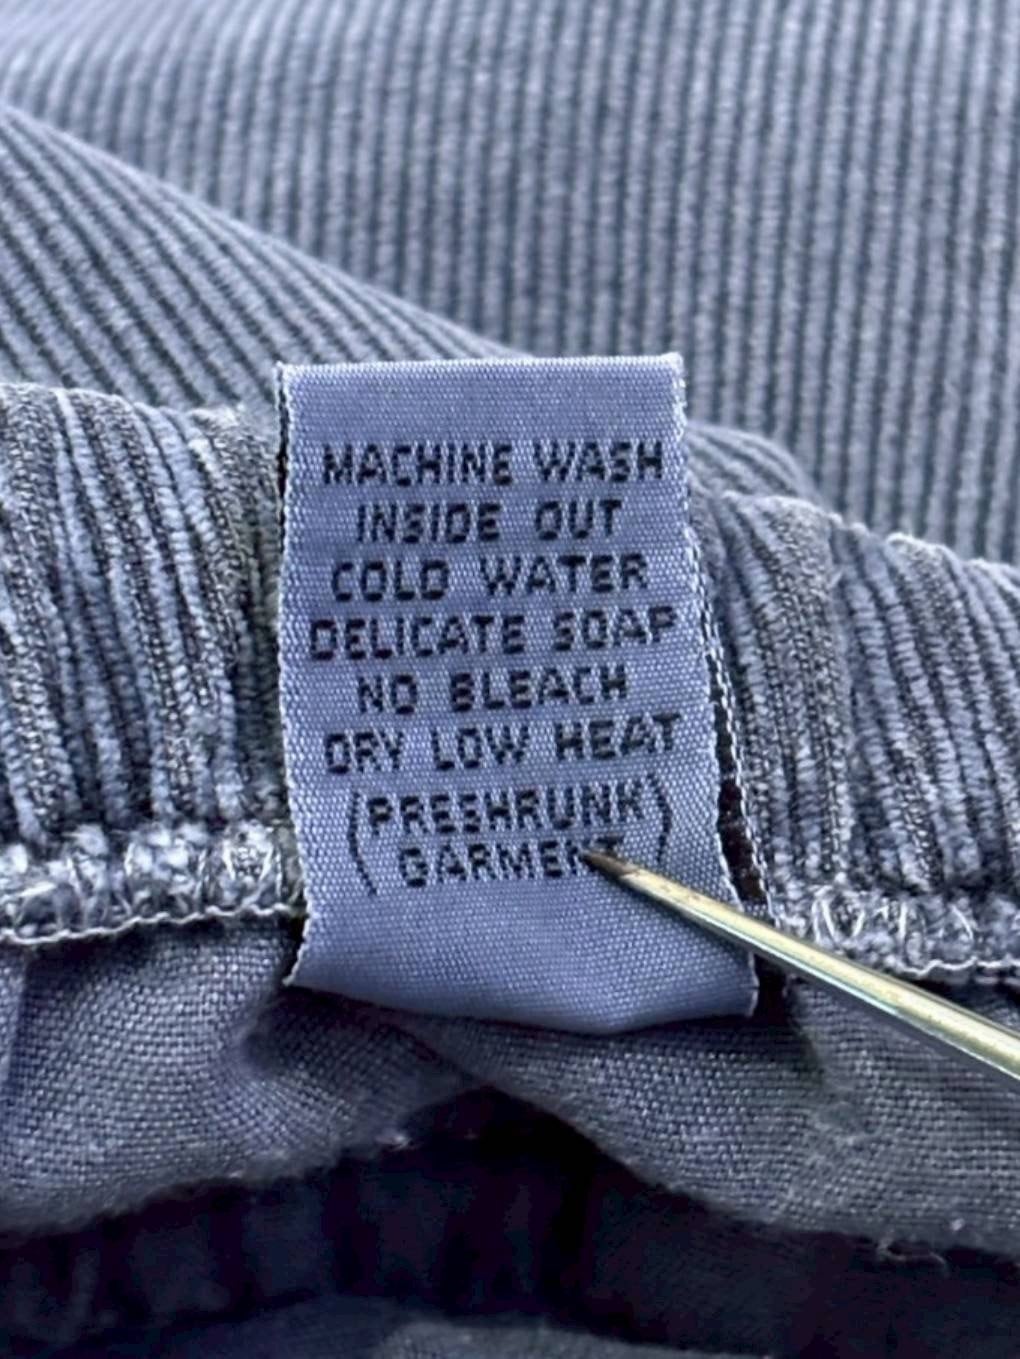 MACHINE WASH
INSIDE OUT
COLD WATER
DELICATE SOAP
NO BLEACH
DRY LOW HEAT
(PRESHRUNK
GARMENT)